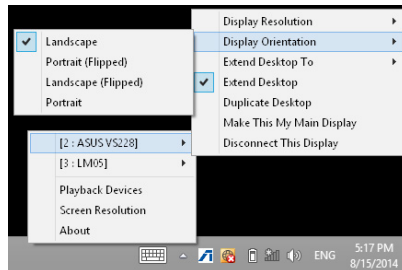 Display Resolution
Display Orientation
Extend Desktop To
Extend Desktop
Duplicate Desktop
Make This My Main Display
Disconnect This Display
Landscape
Portrait (Flipped)
Landscape (Flipped)
Portrait
[2 : ASUS VS228]
[3 : LM05]
Playback Devices
Screen Resolution
About
ENG
5:17 PM
8/15/2014